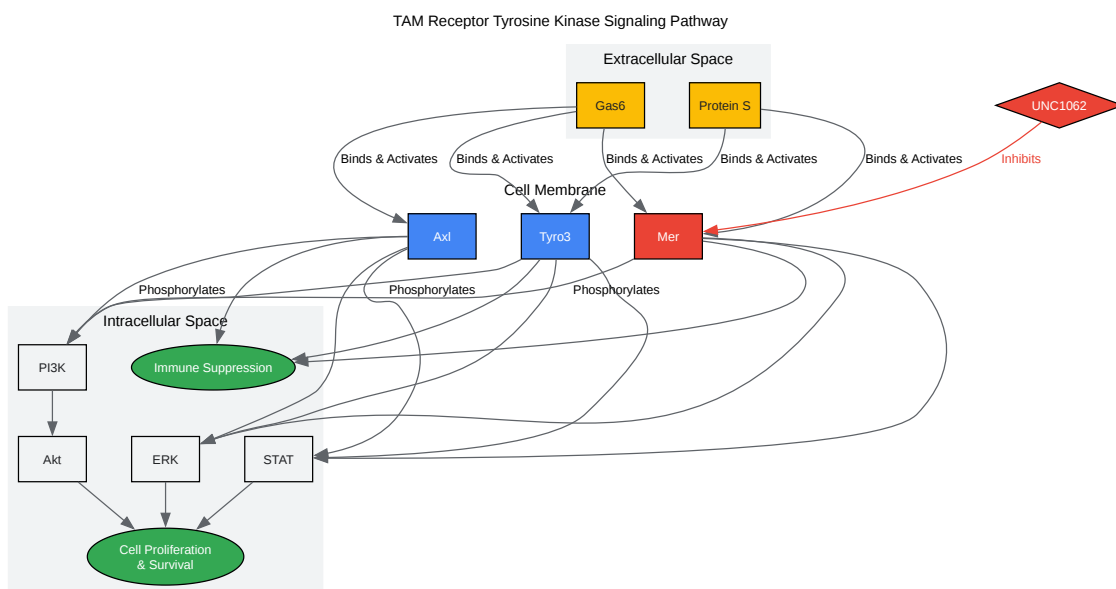 TAM Receptor Tyrosine Kinase Signaling Pathway
Extracellular Space
Gas6
Protein S
UNC1062
Binds & Activates
Binds & Activates
Binds & Activates
Binds & Activates
Binds & Activates
Inhibits
Cell Membrane
Axl
Tyro3
Mer
Phosphorylates
Phosphorylates
Phosphorylates
Intracellular Space
PI3K
Immune Suppression
Akt
ERK
STAT
Cell Proliferation
& Survival